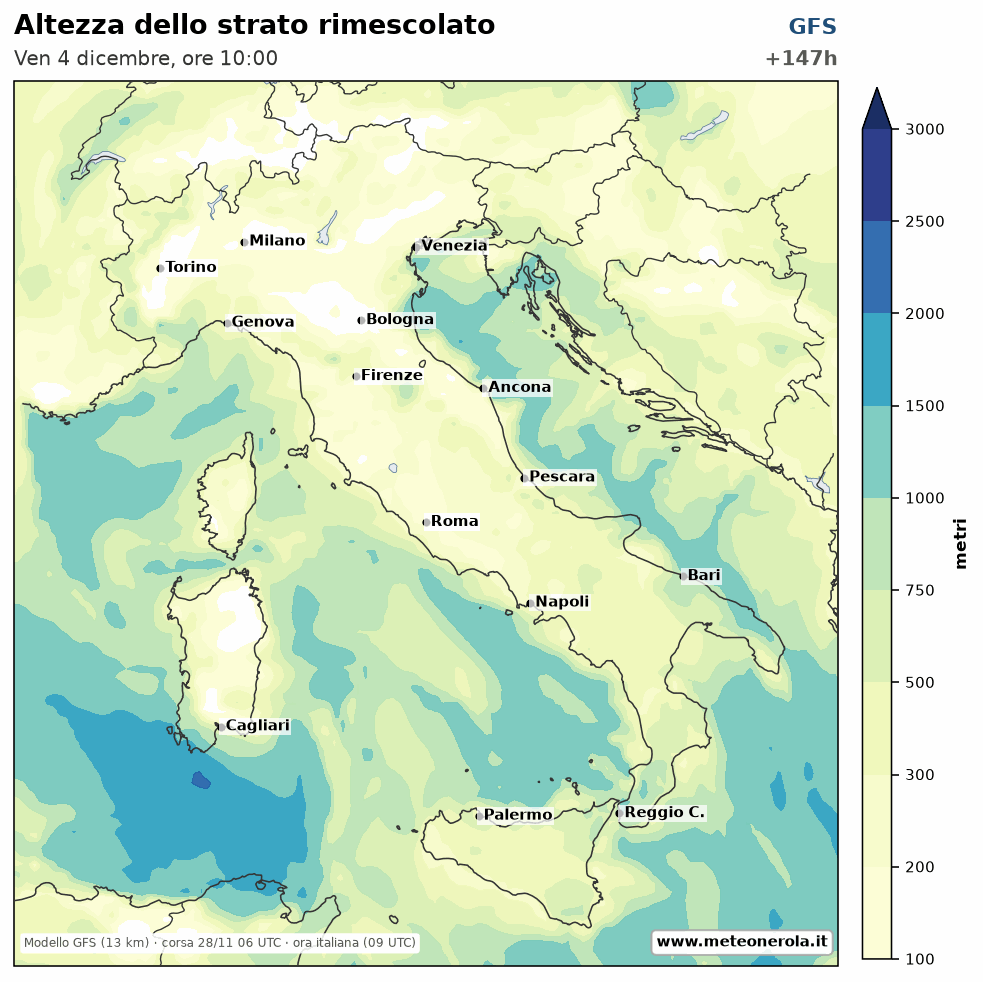 Altezza dello strato rimescolato
GFS
Ven 4 dicembre, ore 10:00
+147h
Milano
Venezia
Torino
Genova
Bologna
Firenze
Ancona
Pescara
Roma
Bari
Napoli
Cagliari
Palermo
Reggio C.
3000
2500
2000
1500
1000
750
500
300
200
100
metri
Modello GFS (13 km) · corsa 28/11 06 UTC · ora italiana (09 UTC)
www.meteonerola.it